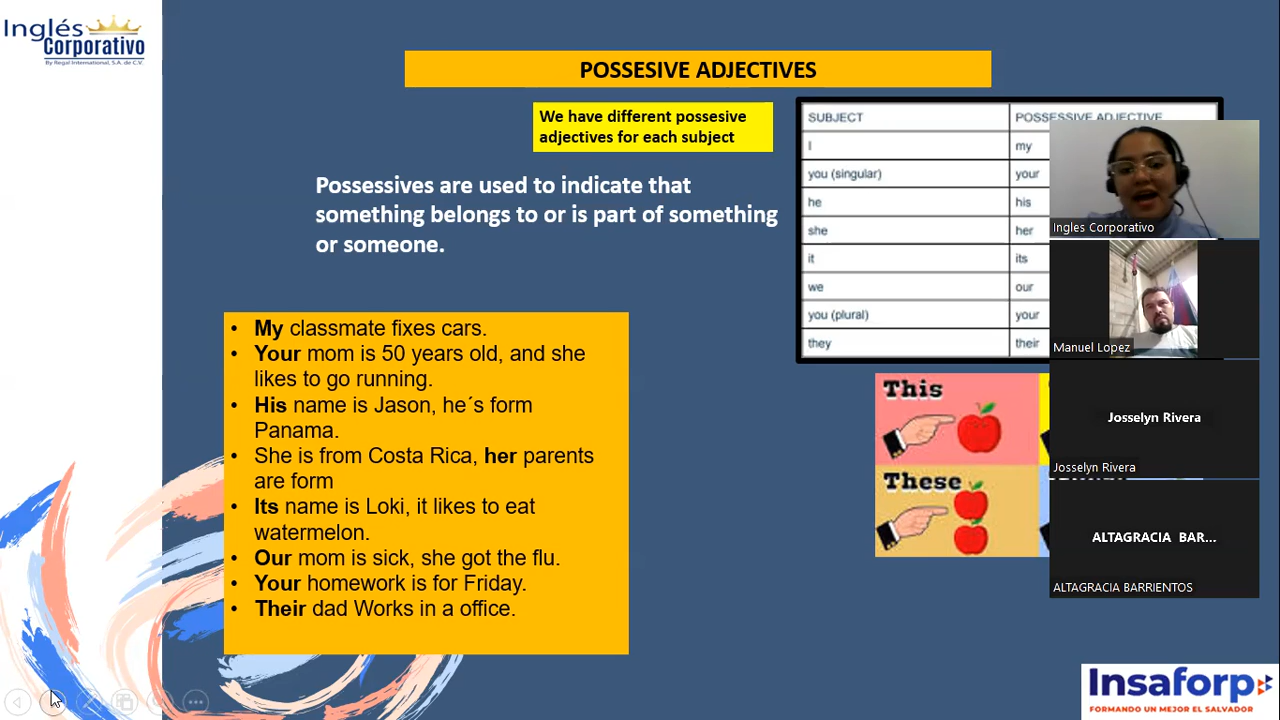 Inglés
Corporativo
By Regal International, S.A. de C.V.
POSSESIVE ADJECTIVES
We have different possesive
adjectives for each subject
Possessives are used to indicate that
something belongs to or is part of something
or someone.
SUBJECT POSSESSIVE ADJECTIVE
I my
you (singular) your
he his
she her
it its
we our
you (plural) your
they their
• My classmate fixes cars.
• Your mom is 50 years old, and she
likes to go running.
• His name is Jason, he´s form
Panama.
• She is from Costa Rica, her parents
are form
• Its name is Loki, it likes to eat
watermelon.
• Our mom is sick, she got the flu.
• Your homework is for Friday.
• Their dad Works in a office.
This
These
Ingles Corporativo
Manuel Lopez
Josselyn Rivera
Josselyn Rivera
ALTAGRACIA BAR...
ALTAGRACIA BARRIENTOS
Insaforp
FORMANDO UN MEJOR EL SALVADOR